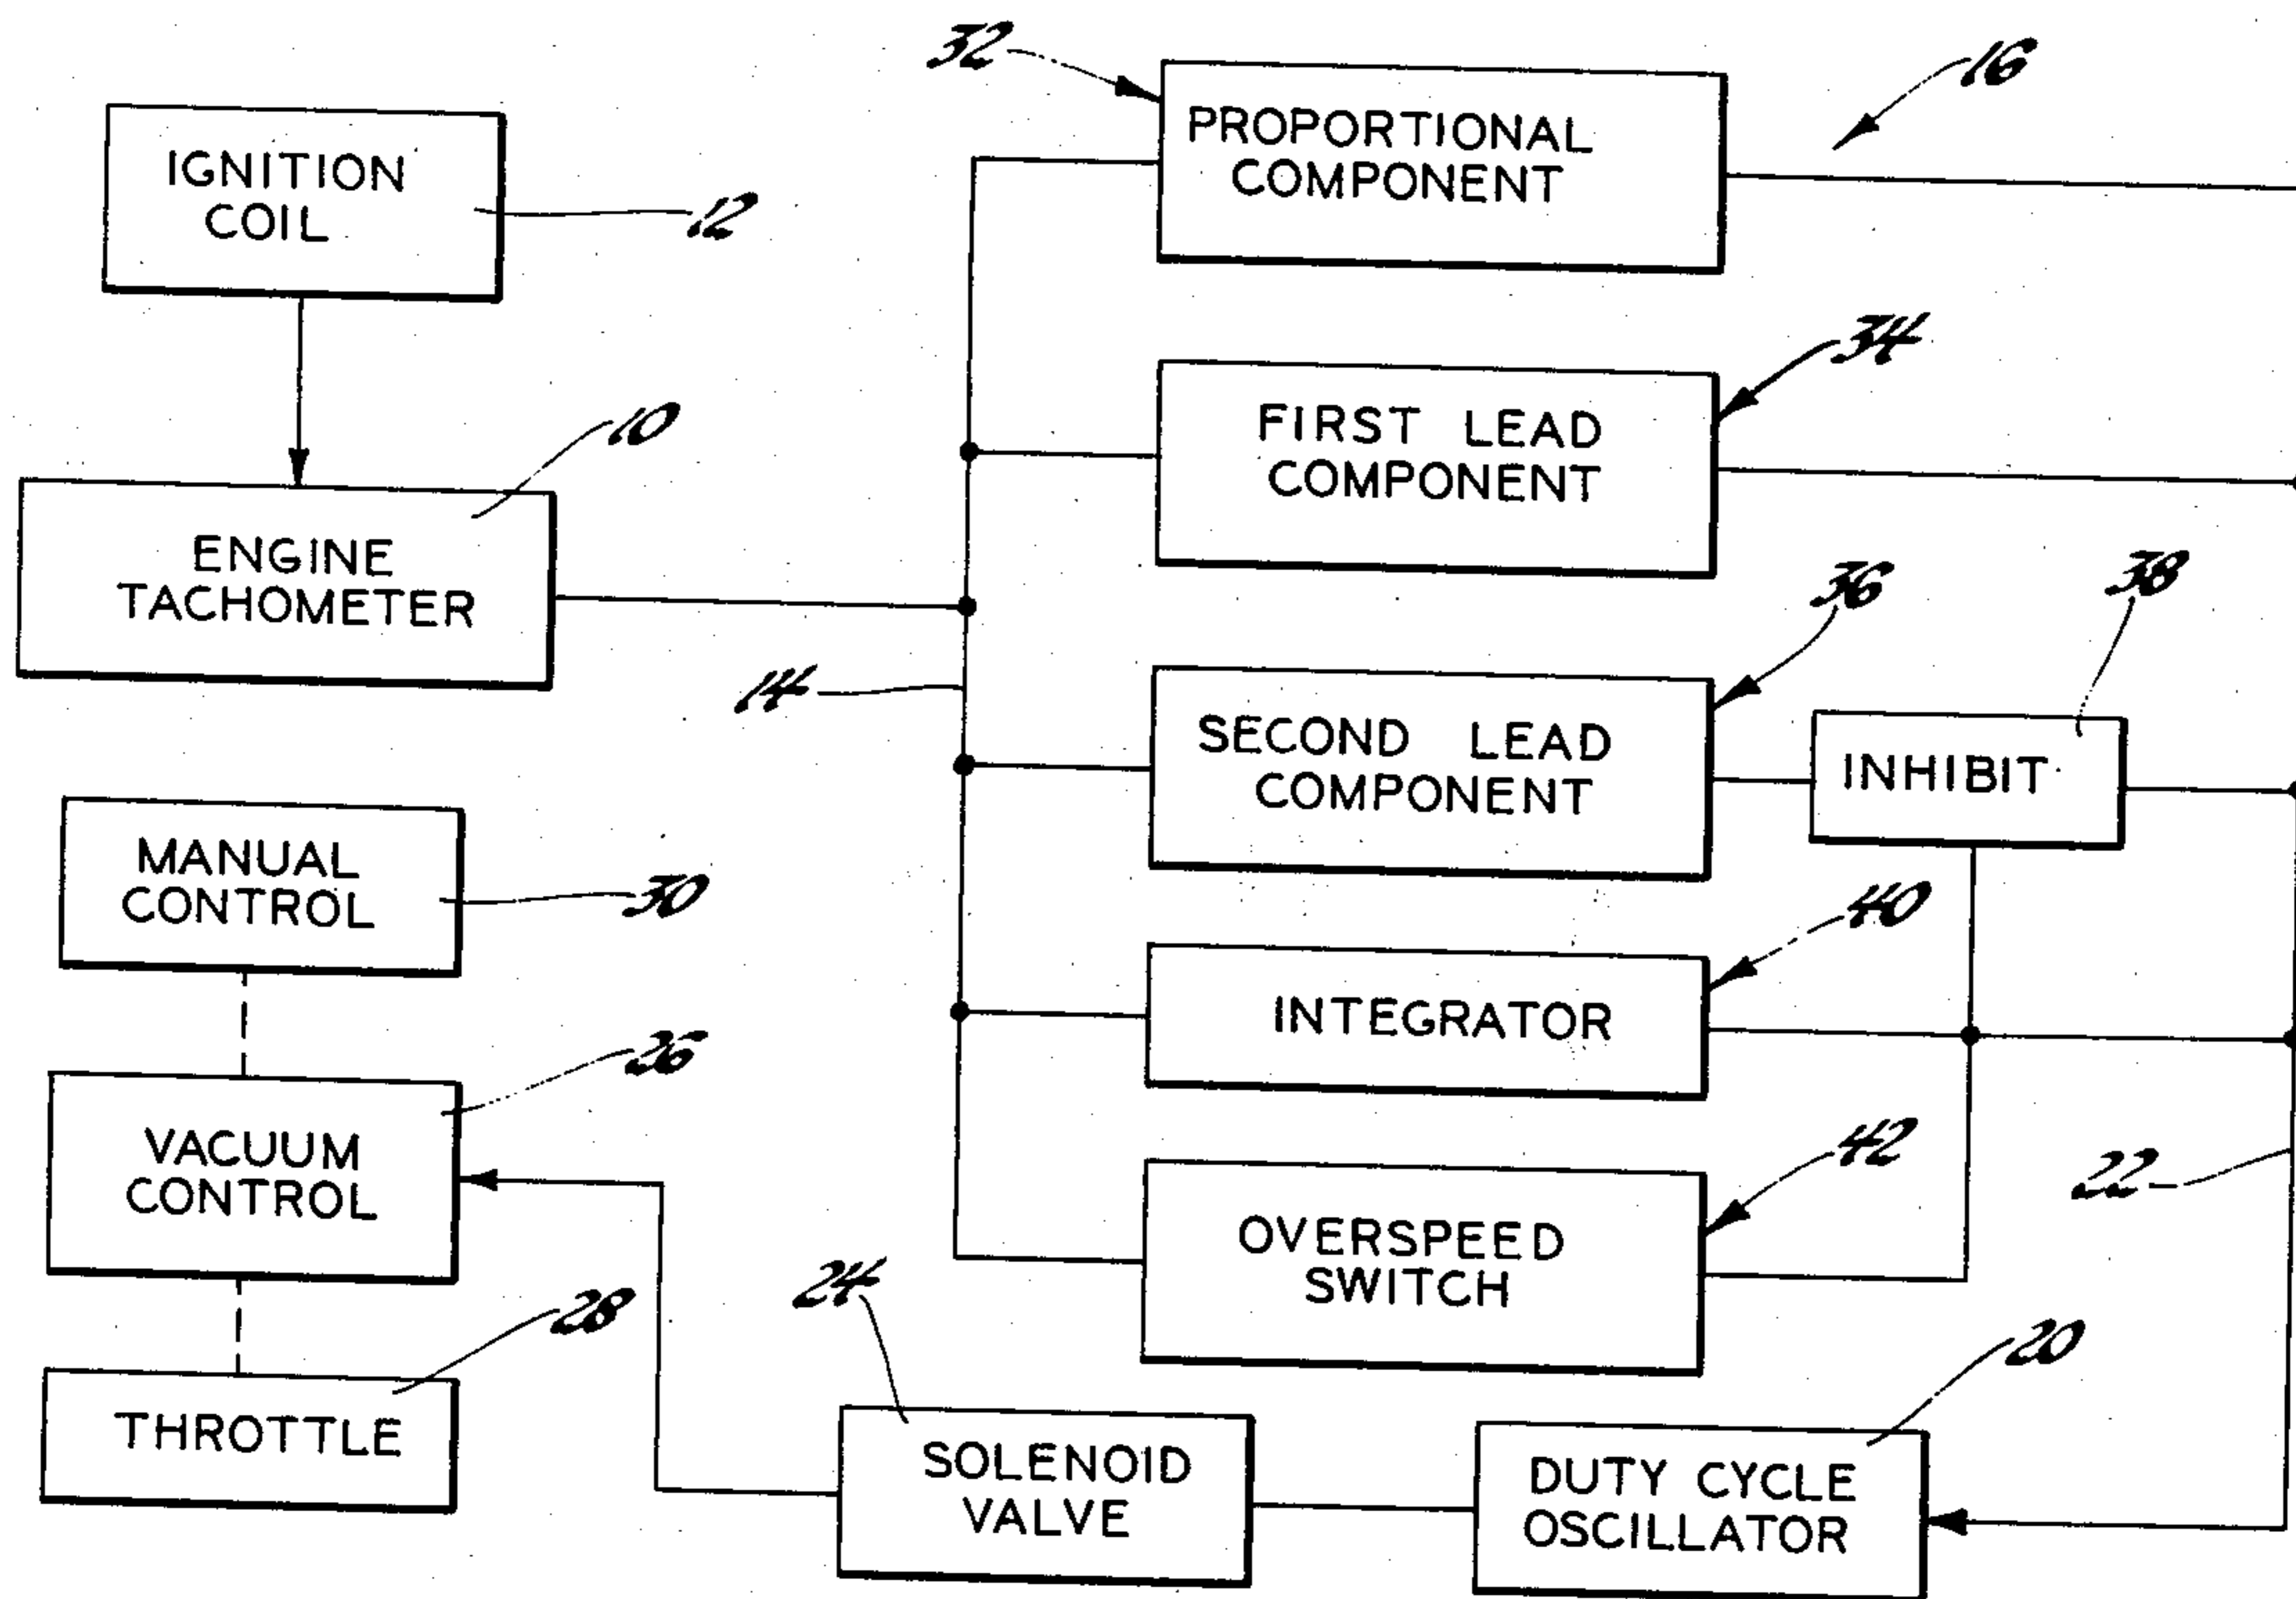 32
16
PROPORTIONAL
COMPONENT
IGNITION
COIL
12
34
FIRST LEAD
COMPONENT
10
ENGINE
TACHOMETER
36
38
14
SECOND LEAD
COMPONENT
INHIBIT
MANUAL
CONTROL
30
40
INTEGRATOR
26
VACUUM
CONTROL
42
22
OVERSPEED
SWITCH
24
28
20
THROTTLE
SOLENOID
VALVE
DUTY CYCLE
OSCILLATOR